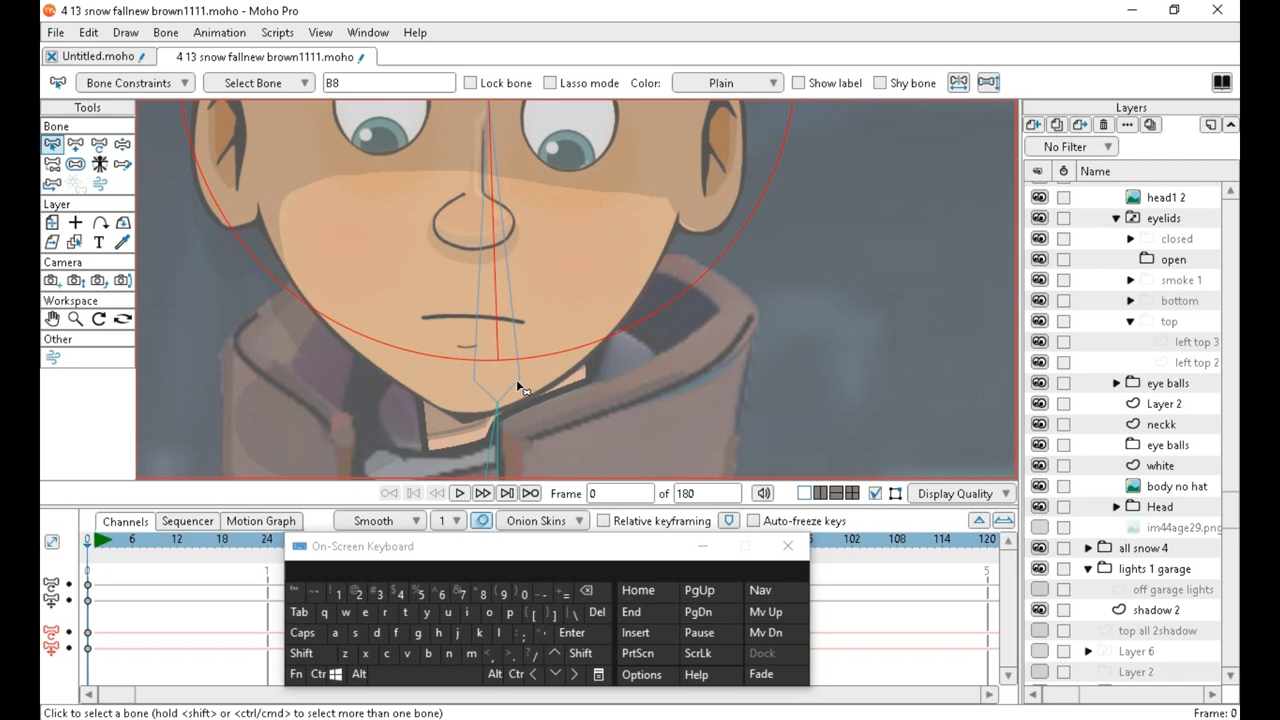 4 13 snow fallnew brown1111.moho - Moho Pro
File Edit Draw Bone Animation Scripts View Window Help
Untitled.moho 4 13 snow fallnew brown1111.moho
Bone Constraints Select Bone B8 Lock bone Lasso mode Color: Plain Show label Shy bone
Tools
Bone
Layer
Camera
Workspace
Other
Layers
No Filter
Name
head1 2
eyelids
closed
open
smoke 1
bottom
top
left top 3
left top 2
eye balls
Layer 2
neckk
eye balls
white
body no hat
Head
im44age29.png
all snow 4
lights 1 garage
off garage lights
shadow 2
top all 2shadow
Layer 6
Layer 2
Frame 0 of 180 Display Quality
Channels Sequencer Motion Graph Smooth 1 Onion Skins Relative keyframing Auto-freeze keys
0 6 12 18 24 102 108 114 120
0 1 5
On-Screen Keyboard
1 2 3 4 5 6 7 8 9 0 Home PgUp Nav
Tab q w e r t y u i o p [ ] \ Del End PgDn Mv Up
Caps a s d f g h j k l ; ' Enter Insert Pause Mv Dn
Shift z x c v b n m , . / Shift PrtScn ScrLk Dock
Fn Ctr Alt Alt Ctr Options Help Fade
Click to select a bone (hold <shift> or <ctrl/cmd> to select more than one bone) Frame: 0